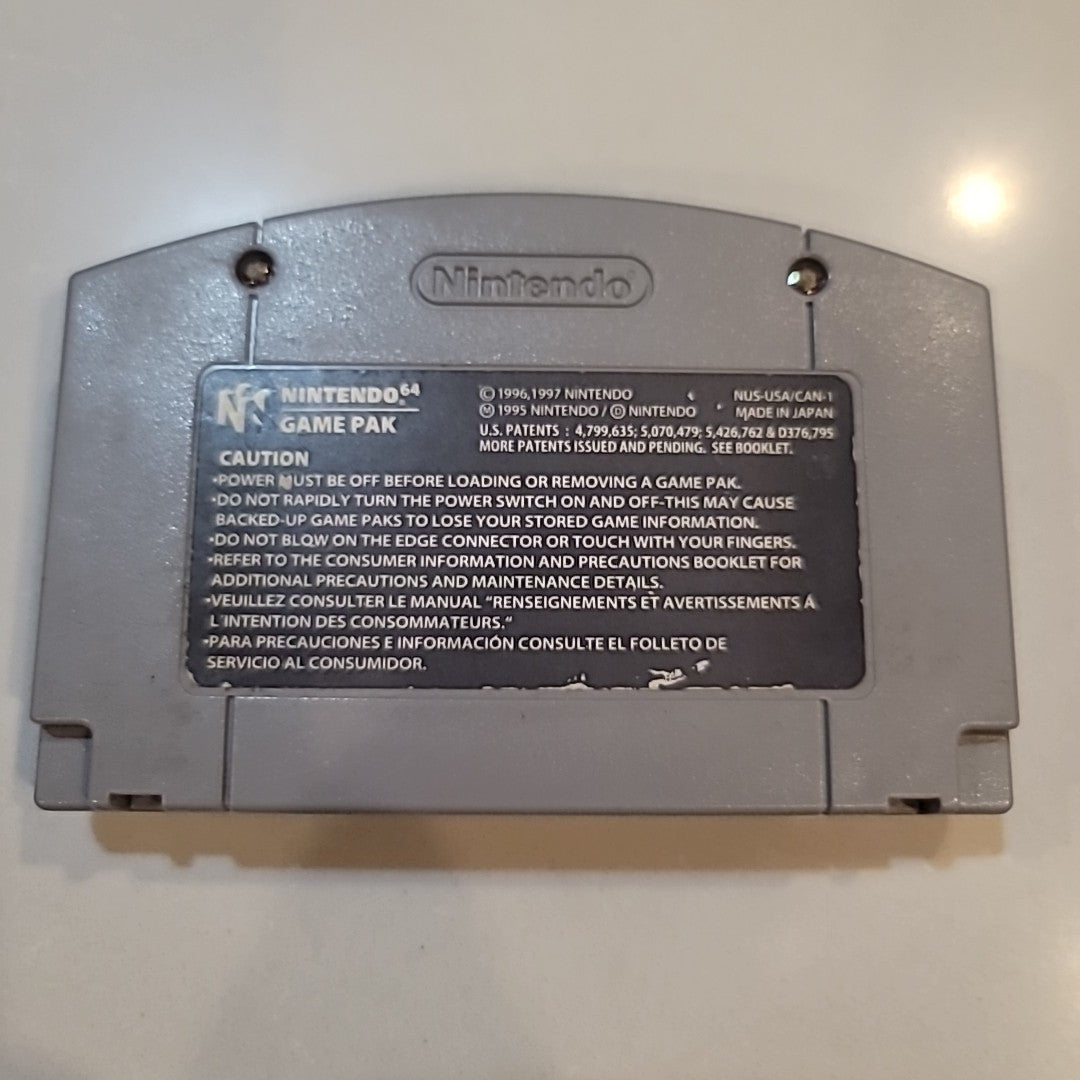 Nintendo®
NINTENDO64®
GAME PAK
© 1996,1997 NINTENDO
Ⓜ 1995 NINTENDO / Ⓓ NINTENDO
U.S. PATENTS : 4,799,635; 5,070,479; 5,426,762 & D376,795
MORE PATENTS ISSUED AND PENDING. SEE BOOKLET.
NUS-USA/CAN-1
MADE IN JAPAN
CAUTION
•POWER MUST BE OFF BEFORE LOADING OR REMOVING A GAME PAK.
•DO NOT RAPIDLY TURN THE POWER SWITCH ON AND OFF-THIS MAY CAUSE
BACKED-UP GAME PAKS TO LOSE YOUR STORED GAME INFORMATION.
•DO NOT BLOW ON THE EDGE CONNECTOR OR TOUCH WITH YOUR FINGERS.
•REFER TO THE CONSUMER INFORMATION AND PRECAUTIONS BOOKLET FOR
ADDITIONAL PRECAUTIONS AND MAINTENANCE DETAILS.
•VEUILLEZ CONSULTER LE MANUAL "RENSEIGNEMENTS ET AVERTISSEMENTS Á
L'INTENTION DES CONSOMMATEURS."
•PARA PRECAUCIONES E INFORMACIÓN CONSULTE EL FOLLETO DE
SERVICIO AL CONSUMIDOR.